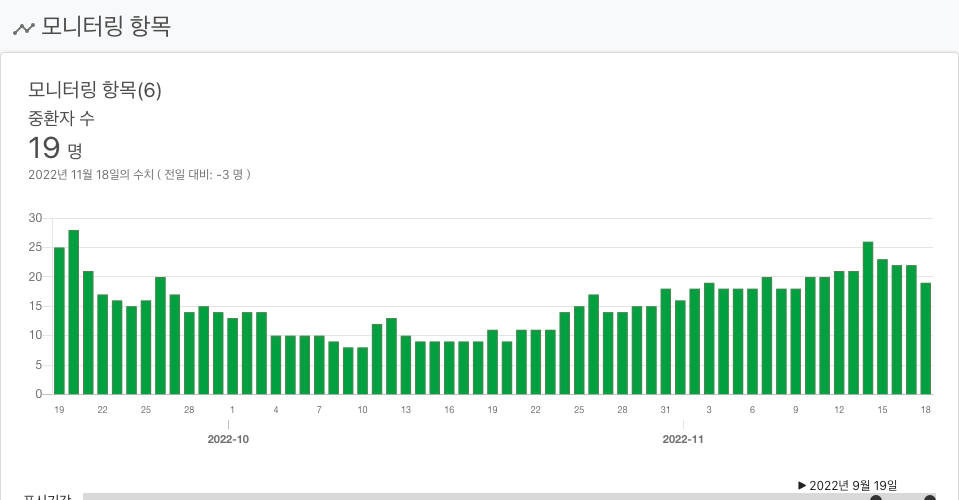 모니터링 항목
모니터링 항목(6)
중환자 수
19 명
2022년 11월 18일의 수치 ( 전일 대비: -3 명 )
30
25
20
15
10
5
0
19 22 25 28 1 4 7 10 13 16 19 22 25 28 31 3 6 9 12 15 18
2022-10 2022-11
▶ 2022년 9월 19일
표시기간